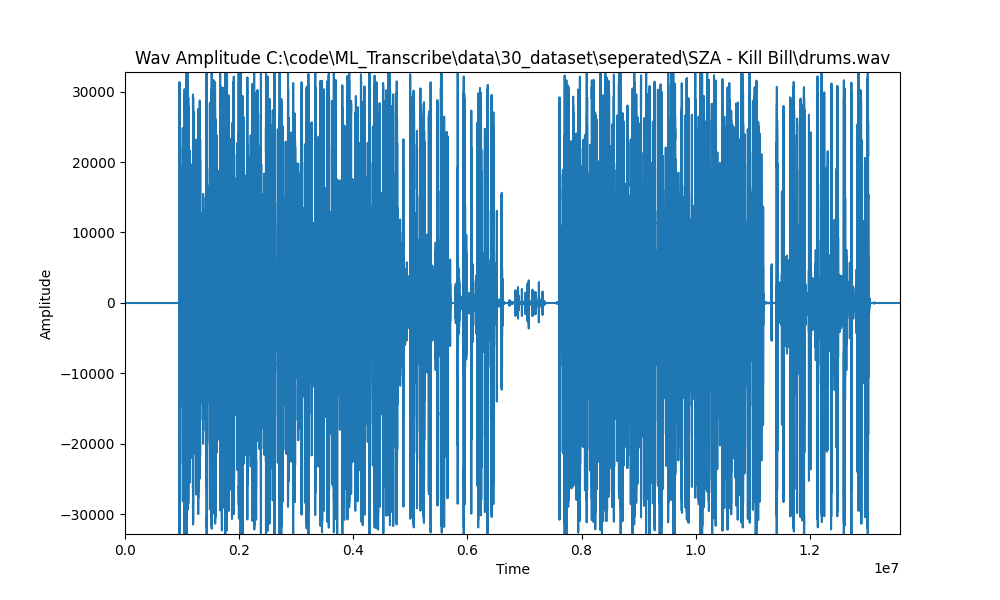 Wav Amplitude C:\code\ML_Transcribe\data\30_dataset\seperated\SZA - Kill Bill\drums.wav
30000
20000
10000
0
−10000
−20000
−30000
Amplitude
0.0 0.2 0.4 0.6 0.8 1.0 1.2
1e7
Time